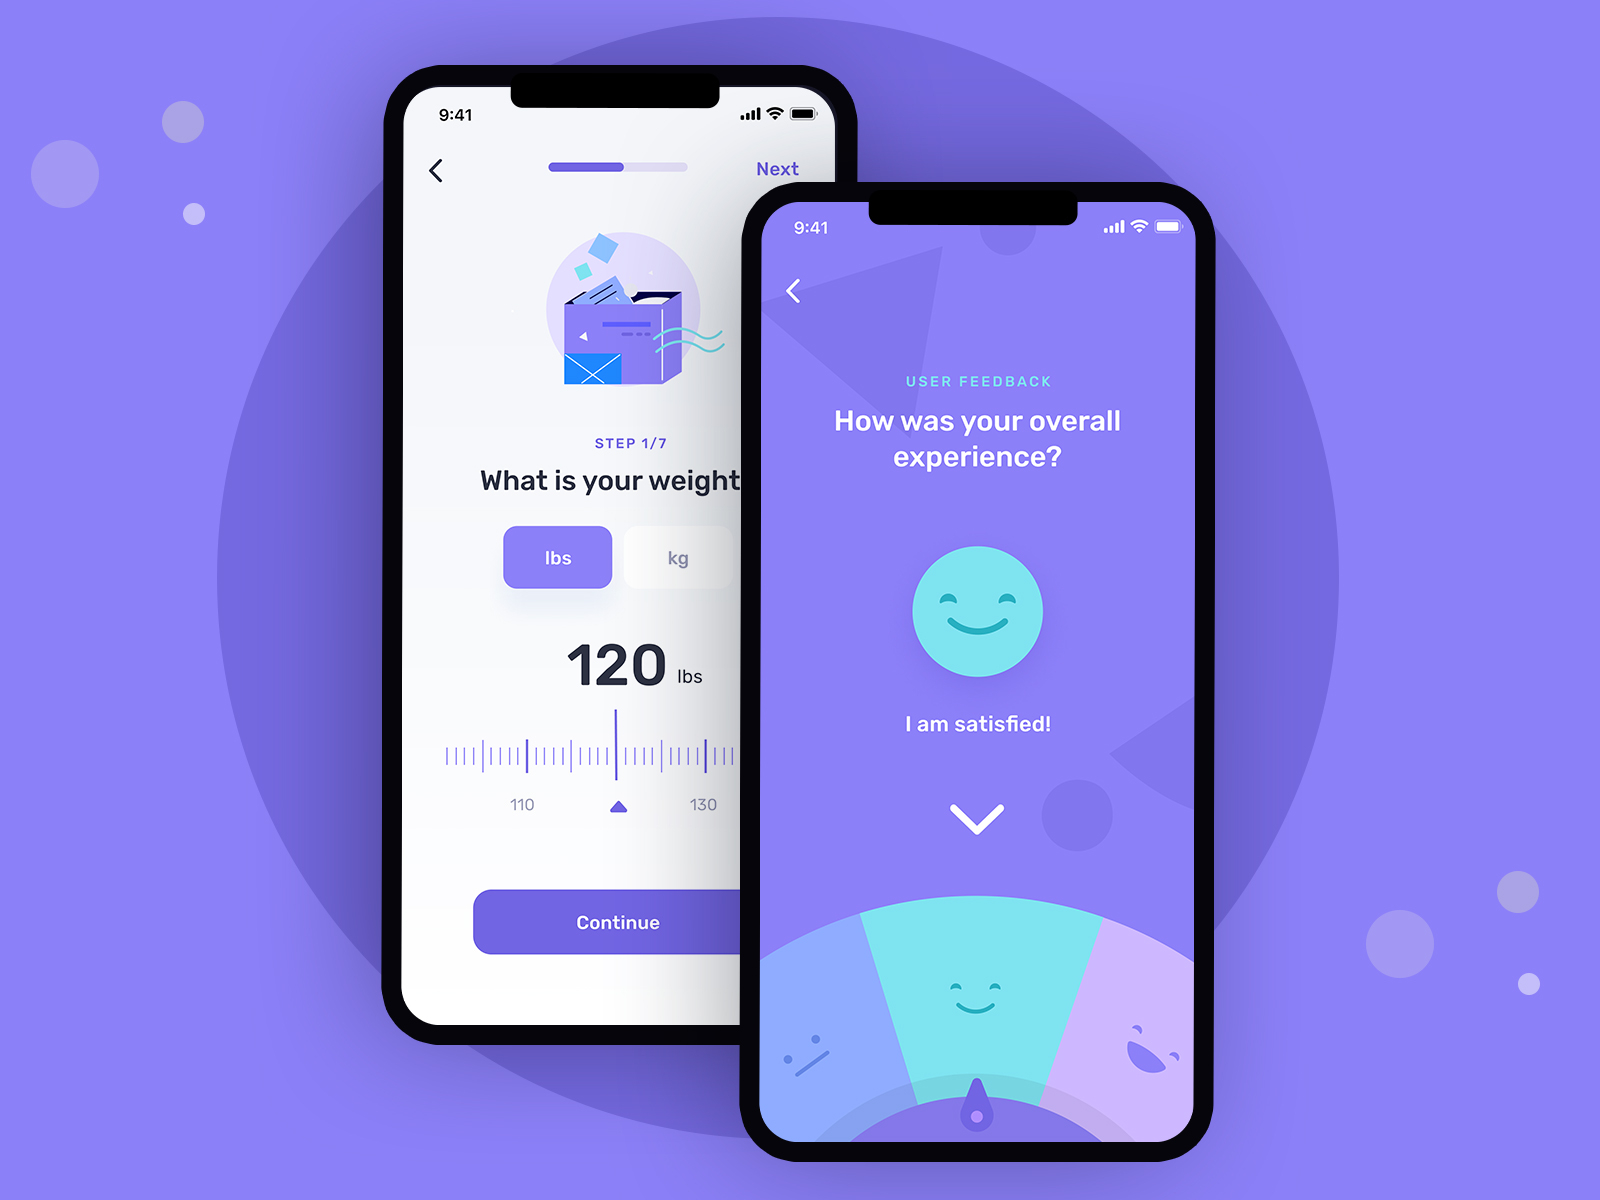 9:41
Next
STEP 1/7
What is your weight
lbs
kg
120 lbs
110
130
Continue
9:41
USER FEEDBACK
How was your overall
experience?
I am satisfied!